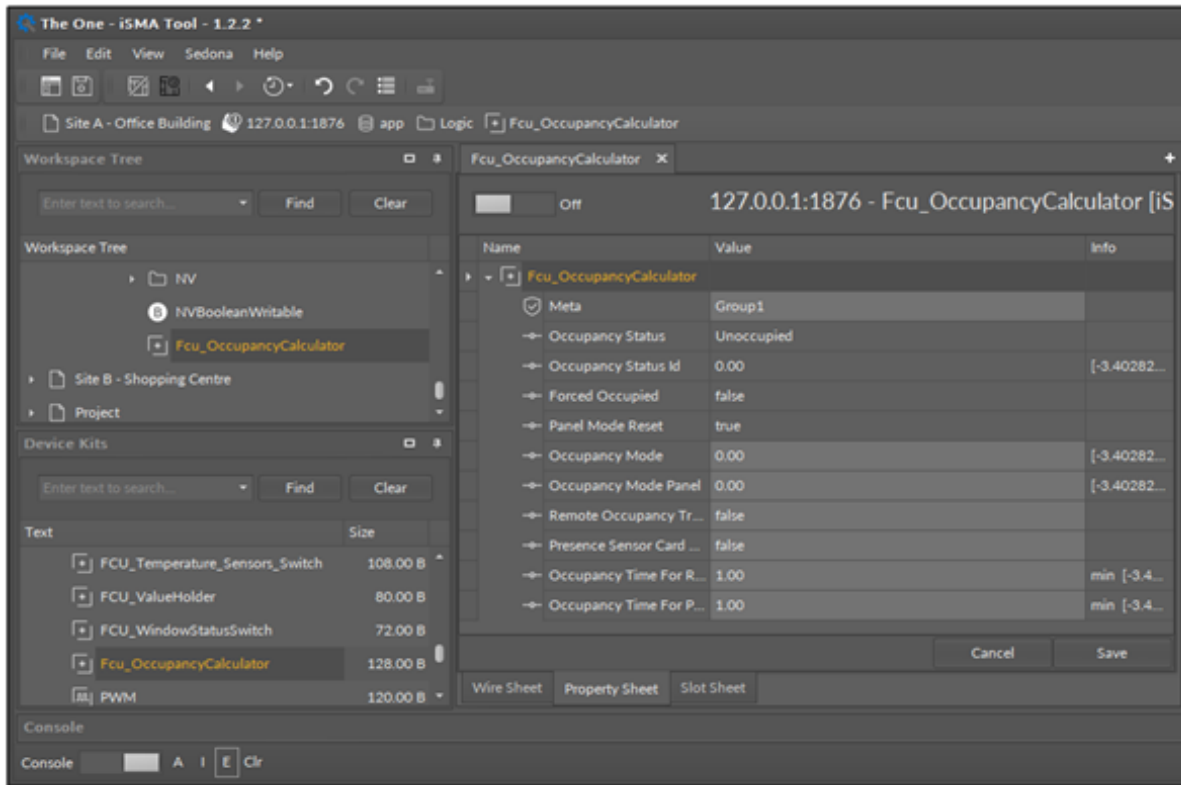 The One - iSMA Tool - 1.2.2 *
File Edit View Sedona Help
Site A - Office Building 127.0.0.1:1876 app Logic Fcu_OccupancyCalculator
Workspace Tree
Enter text to search... Find Clear
Workspace Tree
NV
B NVBooleanWritable
Fcu_OccupancyCalculator
Site B - Shopping Centre
Project
Device Kits
Enter text to search... Find Clear
Text Size
FCU_Temperature_Sensors_Switch 108.00 B
FCU_ValueHolder 80.00 B
FCU_WindowStatusSwitch 72.00 B
Fcu_OccupancyCalculator 128.00 B
PWM 120.00 B
Fcu_OccupancyCalculator
Off 127.0.0.1:1876 - Fcu_OccupancyCalculator [iS
Name Value Info
Fcu_OccupancyCalculator
Meta Group1
Occupancy Status Unoccupied
Occupancy Status Id 0.00 [-3.40282...
Forced Occupied false
Panel Mode Reset true
Occupancy Mode 0.00 [-3.40282...
Occupancy Mode Panel 0.00 [-3.40282...
Remote Occupancy Tr... false
Presence Sensor Card ... false
Occupancy Time For R... 1.00 min [-3.4...
Occupancy Time For P... 1.00 min [-3.4...
Cancel Save
Wire Sheet Property Sheet Slot Sheet
Console
Console A I E Clr